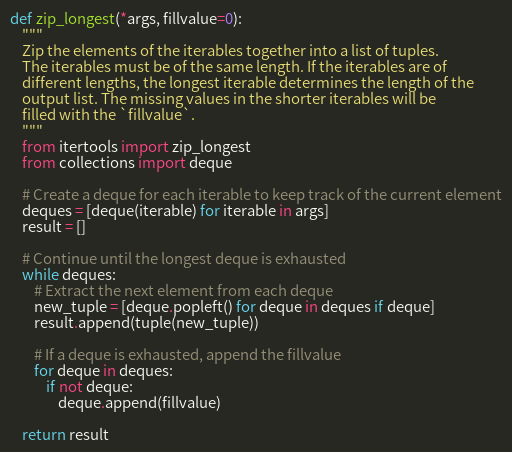 def zip_longest(*args, fillvalue=0):
"""
Zip the elements of the iterables together into a list of tuples.
The iterables must be of the same length. If the iterables are of
different lengths, the longest iterable determines the length of the
output list. The missing values in the shorter iterables will be
filled with the `fillvalue`.
"""
from itertools import zip_longest
from collections import deque
# Create a deque for each iterable to keep track of the current element
deques = [deque(iterable) for iterable in args]
result = []
# Continue until the longest deque is exhausted
while deques:
# Extract the next element from each deque
new_tuple = [deque.popleft() for deque in deques if deque]
result.append(tuple(new_tuple))
# If a deque is exhausted, append the fillvalue
for deque in deques:
if not deque:
deque.append(fillvalue)
return result